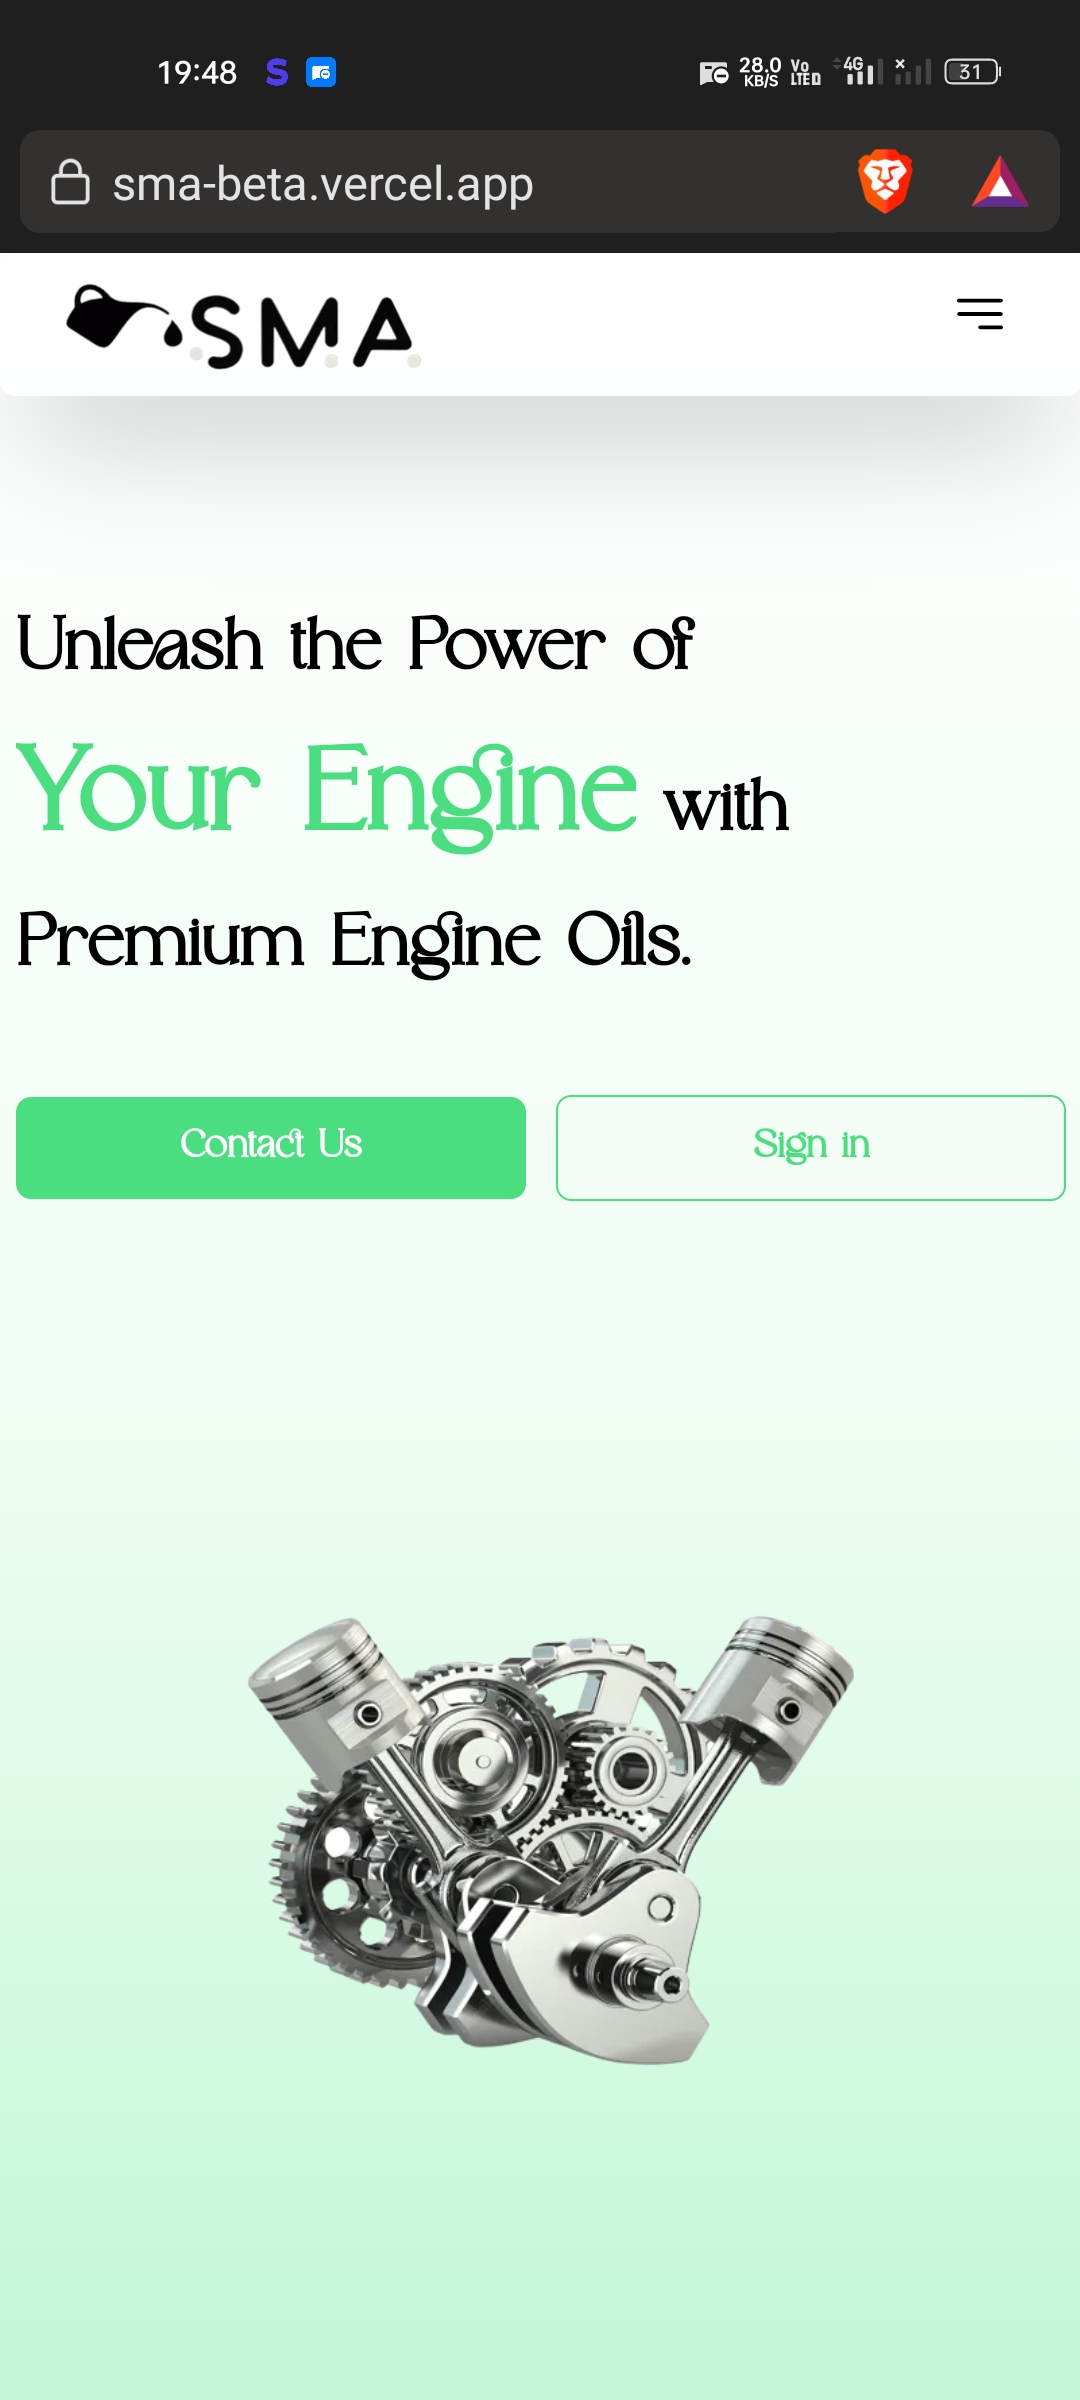 19:48
28.0 KB/S
Vo LTE
4G
31
sma-beta.vercel.app
SMA
Unleash the Power of
Your Engine with
Premium Engine Oils.
Contact Us
Sign in